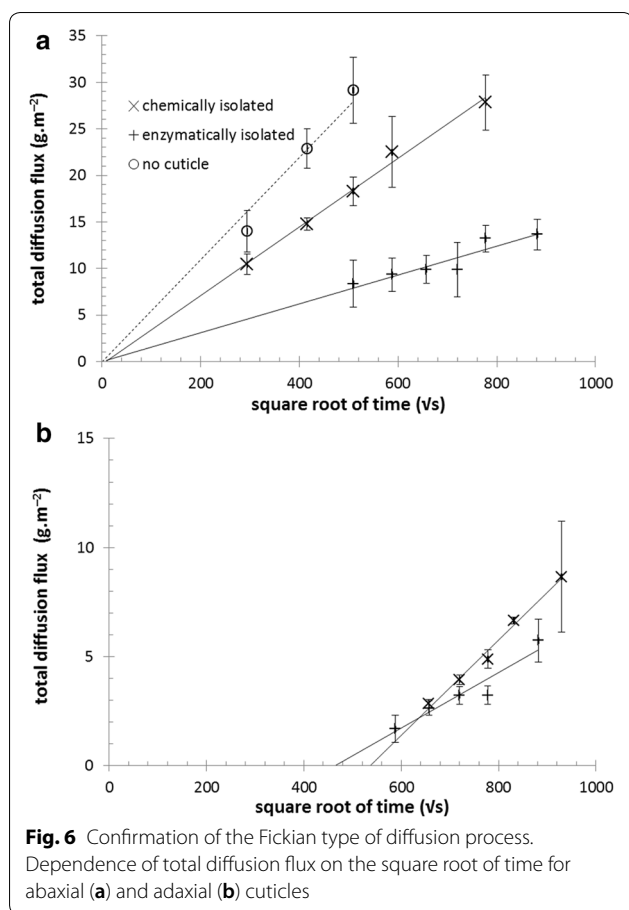 a
35
30
25
20
15
10
5
0
total diffusion flux (g.m⁻²)
× chemically isolated
+ enzymatically isolated
○ no cuticle
0 200 400 600 800 1000
square root of time (√s)
b
15
10
5
0
total diffusion flux (g.m⁻²)
0 200 400 600 800 1000
square root of time (√s)
Fig. 6 Confirmation of the Fickian type of diffusion process.
Dependence of total diffusion flux on the square root of time for
abaxial (a) and adaxial (b) cuticles